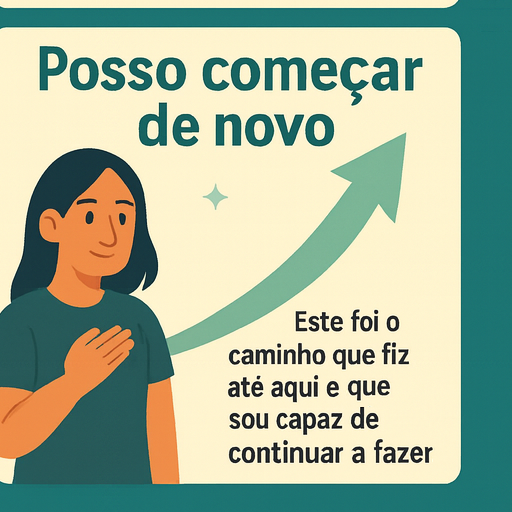 Posso começar
de novo
Este foi o
caminho que fiz
até aqui e que
sou capaz de
continuar a fazer